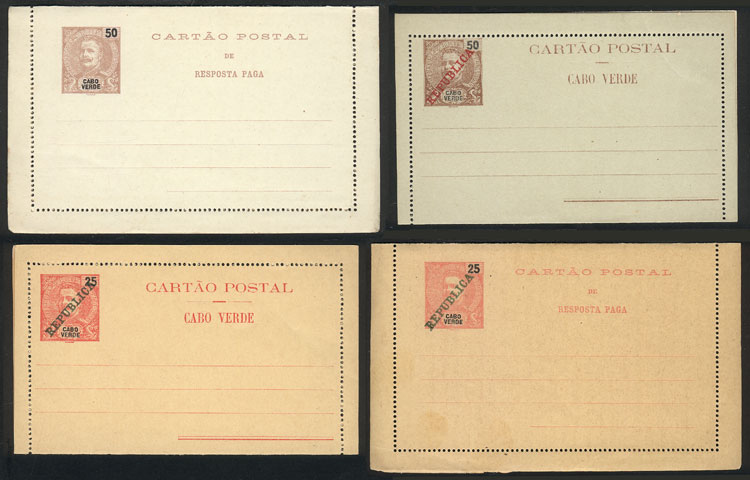 50
CABO
VERDE
CARTÃO POSTAL
DE
RESPOSTA PAGA
50
REPUBLICA
CABO
VERDE
CARTÃO POSTAL
CABO VERDE
25
REPUBLICA
CABO
VERDE
CARTÃO POSTAL
CABO VERDE
25
REPUBLICA
CABO
VERDE
CARTÃO POSTAL
DE
RESPOSTA PAGA